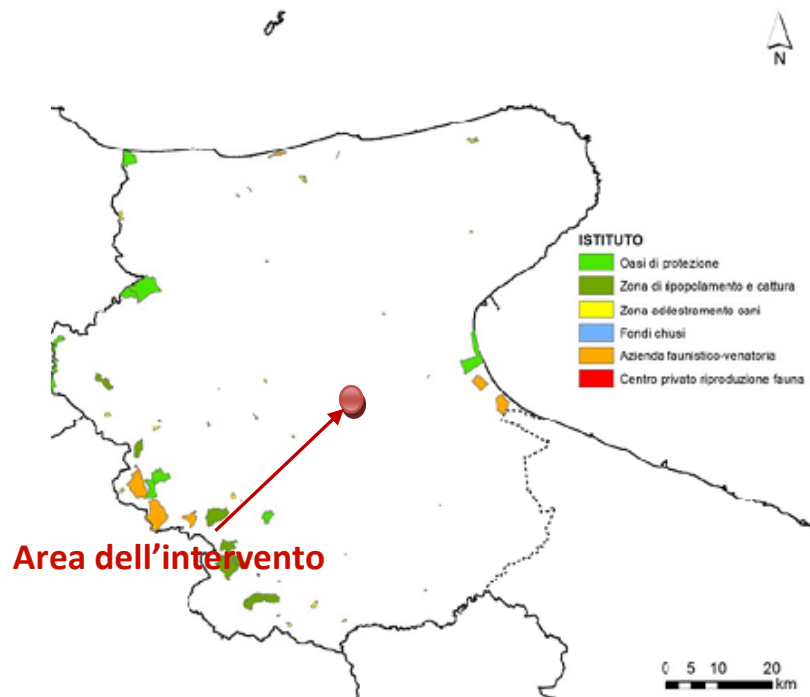 N
ISTITUTO
Oasi di protezione
Zona di ripopolamento e cattura
Zona addestramento cani
Fondi chiusi
Azienda faunistico-venatoria
Centro privato riproduzione fauna
Area dell'intervento
0 5 10 20
km